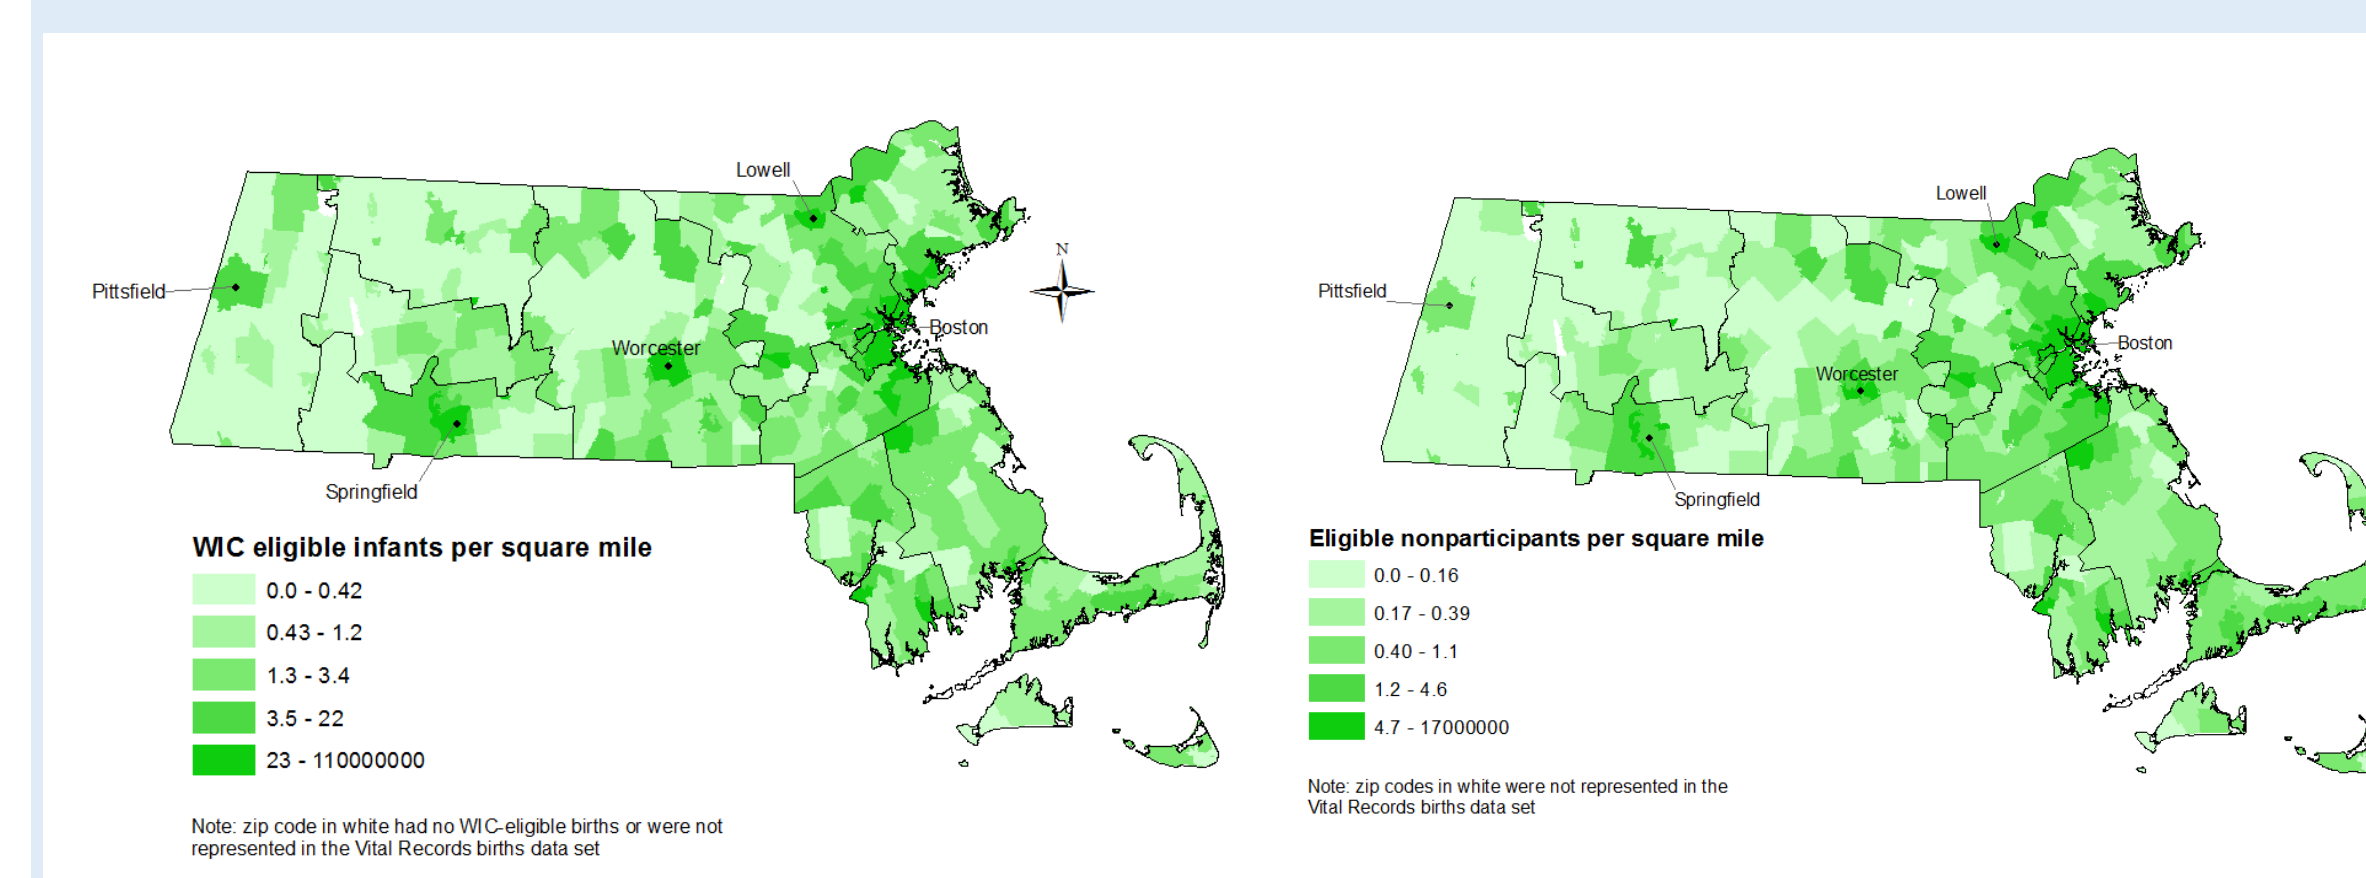 Lowell
N
Pittsfield
Boston
Worcester
Springfield
WIC eligible infants per square mile
0.0 - 0.42
0.43 - 1.2
1.3 - 3.4
3.5 - 22
23 - 110000000
Note: zip code in white had no WIC-eligible births or were not
represented in the Vital Records births data set
Lowell
Pittsfield
Boston
Worcester
Springfield
Eligible nonparticipants per square mile
0.0 - 0.16
0.17 - 0.39
0.40 - 1.1
1.2 - 4.6
4.7 - 17000000
Note: zip codes in white were not represented in the
Vital Records births data set